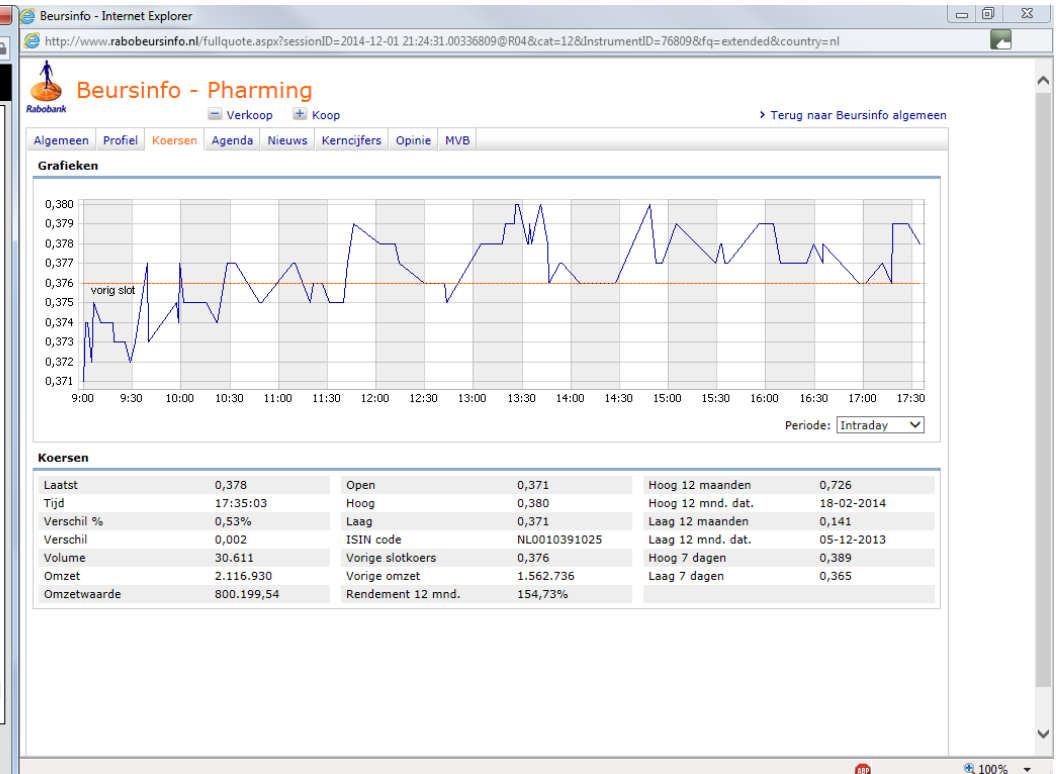 Beursinfo - Internet Explorer
http://www.rabobeursinfo.nl/fullquote.aspx?sessionID=2014-12-01 21:24:31.00336809@R04&cat=12&InstrumentID=76809&fq=extended&country=nl
Rabobank
Beursinfo - Pharming
Verkoop Koop
Terug naar Beursinfo algemeen
Algemeen Profiel Koersen Agenda Nieuws Kerncijfers Opinie MVB
Grafieken
0,380
0,379
0,378
0,377
0,376
0,375
0,374
0,373
0,372
0,371
vorig slot
9:00 9:30 10:00 10:30 11:00 11:30 12:00 12:30 13:00 13:30 14:00 14:30 15:00 15:30 16:00 16:30 17:00 17:30
Periode: Intraday
Koersen
Laatst 0,378 Open 0,371 Hoog 12 maanden 0,726
Tijd 17:35:03 Hoog 0,380 Hoog 12 mnd. dat. 18-02-2014
Verschil % 0,53% Laag 0,371 Laag 12 maanden 0,141
Verschil 0,002 ISIN code NL0010391025 Laag 12 mnd. dat. 05-12-2013
Volume 30.611 Vorige slotkoers 0,376 Hoog 7 dagen 0,389
Omzet 2.116.930 Vorige omzet 1.562.736 Laag 7 dagen 0,365
Omzetwaarde 800.199,54 Rendement 12 mnd. 154,73%
ABP
100%